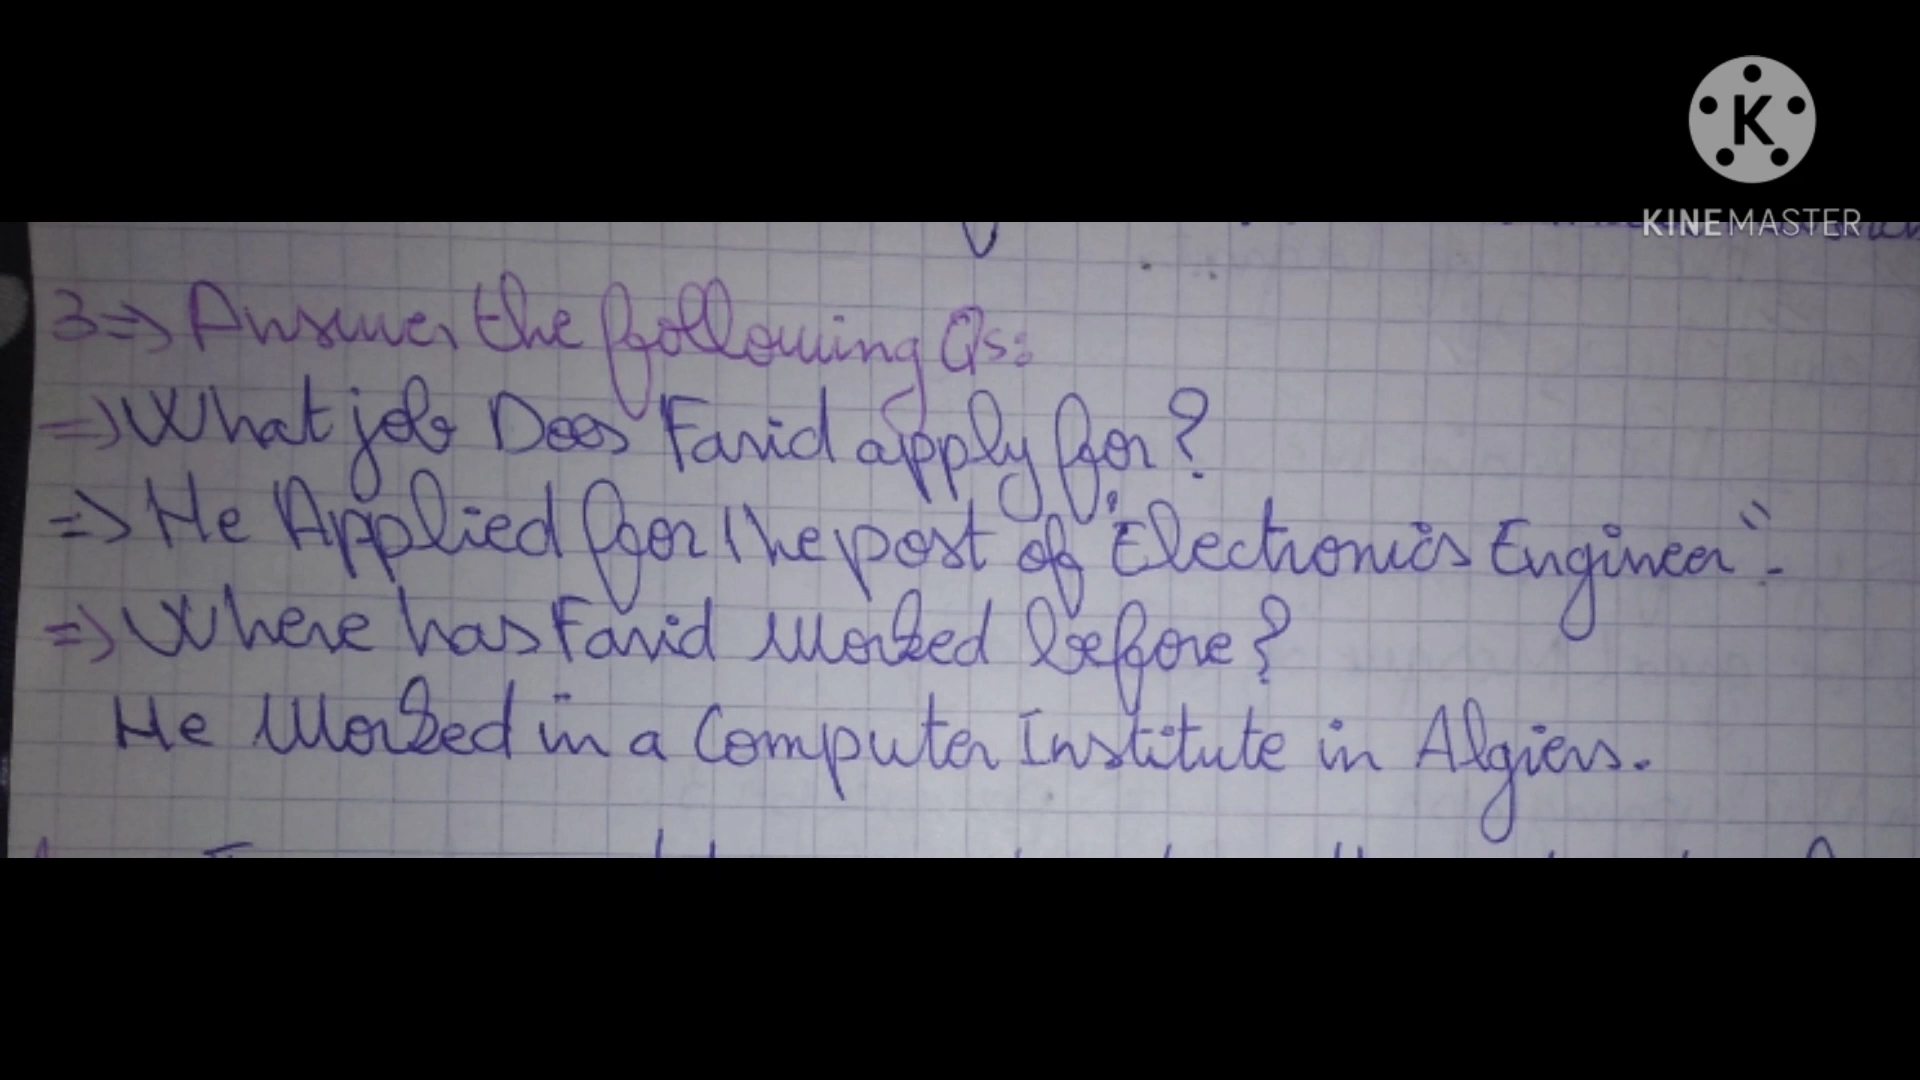 K
KINEMASTER
3=> Answer the following Qs:
=> What job Does Farid apply for?
=> He Applied for the post of "Electronics Engineer".
=> Where has Farid Worked before?
He Worked in a Computer Institute in Algiers.